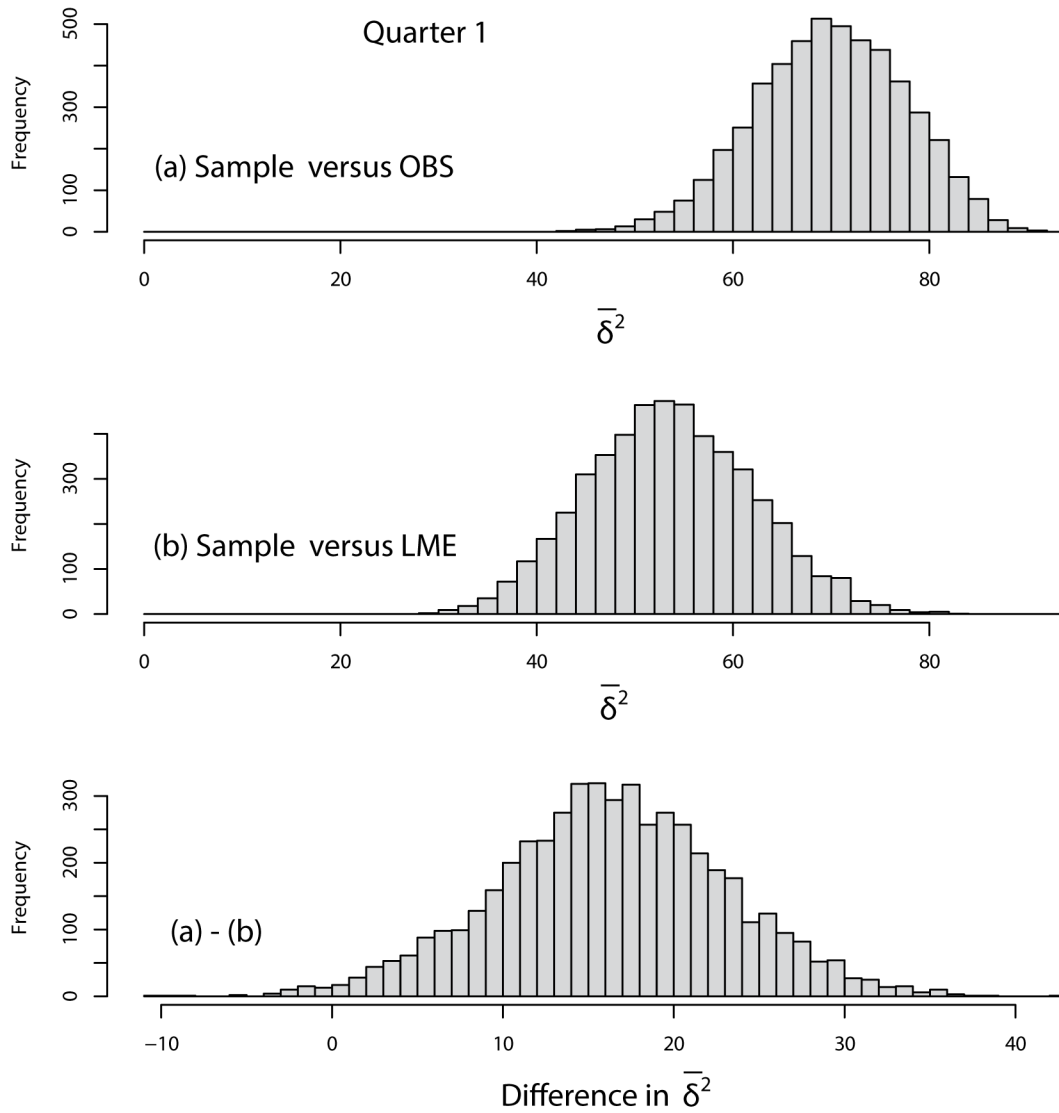 Quarter 1
Frequency
500
300
100
0
(a) Sample versus OBS
0 20 40 60 80
δ̅²
Frequency
300
100
0
(b) Sample versus LME
0 20 40 60 80
δ̅²
Frequency
300
200
100
0
(a) - (b)
−10 0 10 20 30 40
Difference in δ̅²